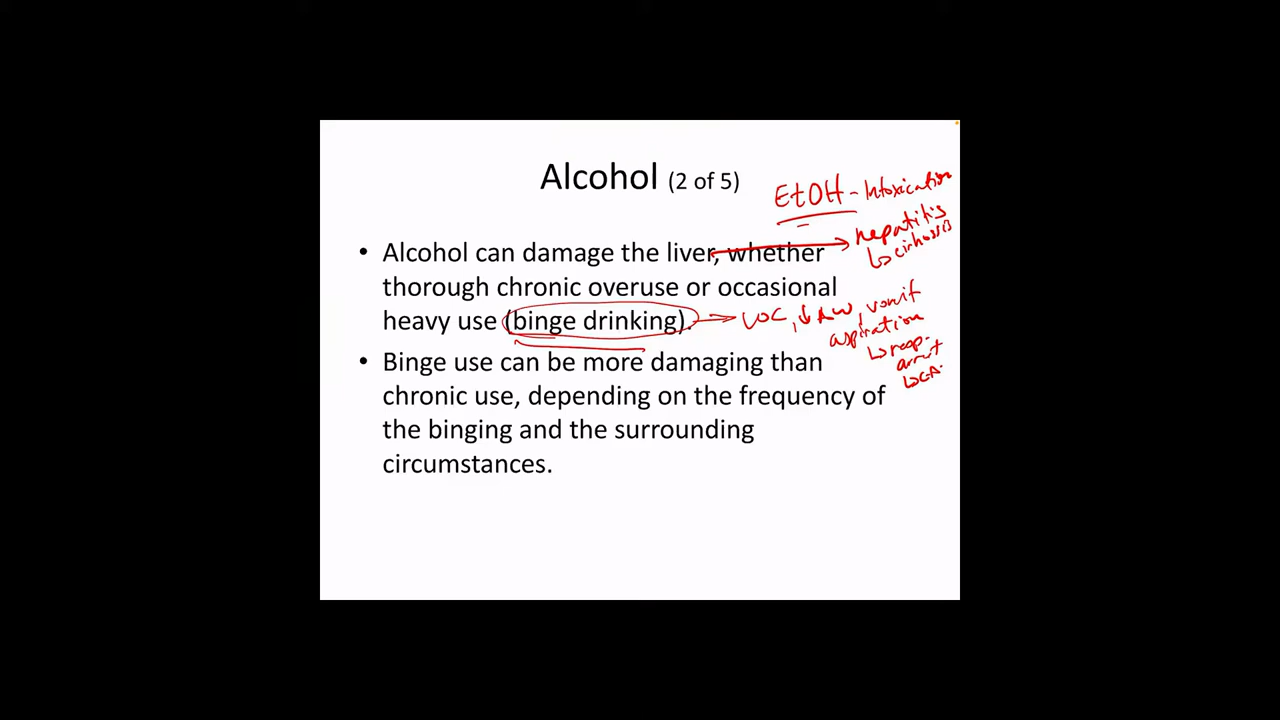 Alcohol (2 of 5)
EtOH - Intoxication
• Alcohol can damage the liver, whether
hepatitis
↳ cirrhosis
thorough chronic overuse or occasional
heavy use (binge drinking).
LOC, ↓AW, vomit
aspiration
↳ resp.
arrest
↳ CA.
• Binge use can be more damaging than
chronic use, depending on the frequency of
the binging and the surrounding
circumstances.